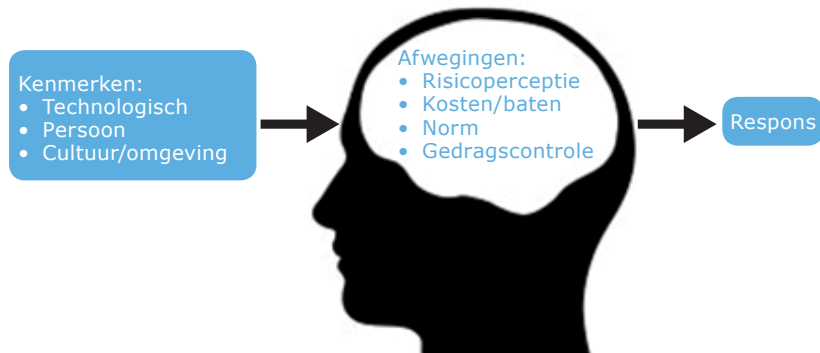 Kenmerken:
• Technologisch
• Persoon
• Cultuur/omgeving
Afwegingen:
• Risicoperceptie
• Kosten/baten
• Norm
• Gedragscontrole
Respons